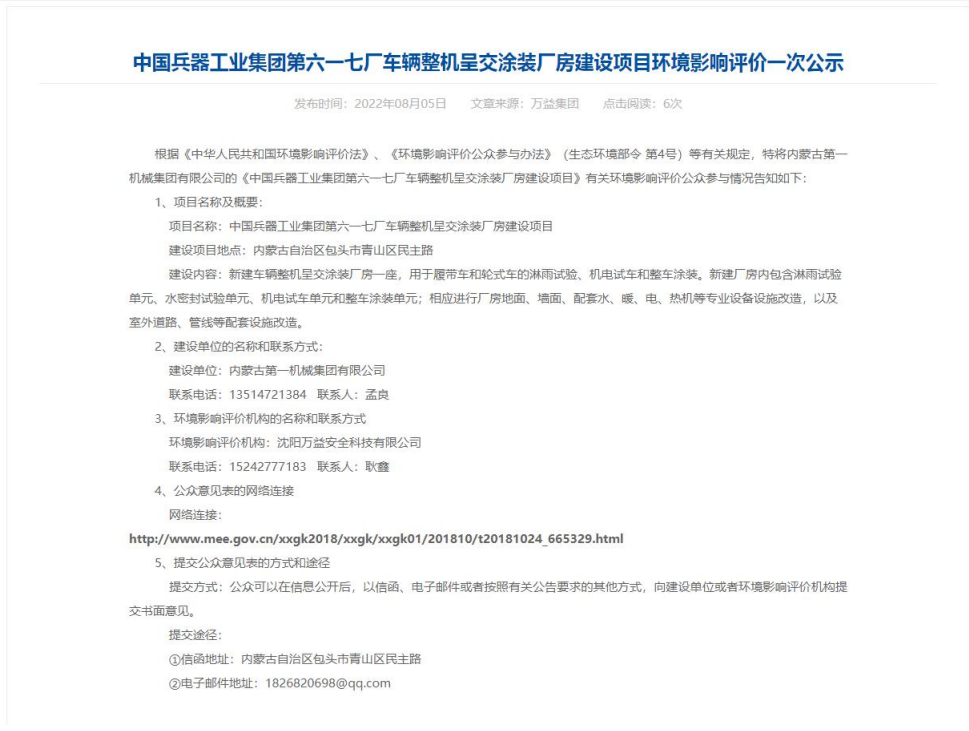 中国兵器工业集团第六一七厂车辆整机呈交涂装厂房建设项目环境影响评价一次公示
发布时间：2022年08月05日 文章来源：万益集团 点击阅读：6次
根据《中华人民共和国环境影响评价法》、《环境影响评价公众参与办法》（生态环境部令 第4号）等有关规定，特将内蒙古第一
机械集团有限公司的《中国兵器工业集团第六一七厂车辆整机呈交涂装厂房建设项目》有关环境影响评价公众参与情况告知如下：
1、项目名称及概要：
项目名称：中国兵器工业集团第六一七厂车辆整机呈交涂装厂房建设项目
建设项目地点：内蒙古自治区包头市青山区民主路
建设内容：新建车辆整机呈交涂装厂房一座，用于履带车和轮式车的淋雨试验、机电试车和整车涂装。新建厂房内包含淋雨试验
单元、水密封试验单元、机电试车单元和整车涂装单元；相应进行厂房地面、墙面、配套水、暖、电、热机等专业设备设施改造，以及
室外道路、管线等配套设施改造。
2、建设单位的名称和联系方式：
建设单位：内蒙古第一机械集团有限公司
联系电话：13514721384 联系人：孟良
3、环境影响评价机构的名称和联系方式
环境影响评价机构：沈阳万益安全科技有限公司
联系电话：15242777183 联系人：耿鑫
4、公众意见表的网络连接
网络连接：
http://www.mee.gov.cn/xxgk2018/xxgk/xxgk01/201810/t20181024_665329.html
5、提交公众意见表的方式和途径
提交方式：公众可以在信息公开后，以信函、电子邮件或者按照有关公告要求的其他方式，向建设单位或者环境影响评价机构提
交书面意见。
提交途径：
①信函地址：内蒙古自治区包头市青山区民主路
②电子邮件地址：1826820698@qq.com